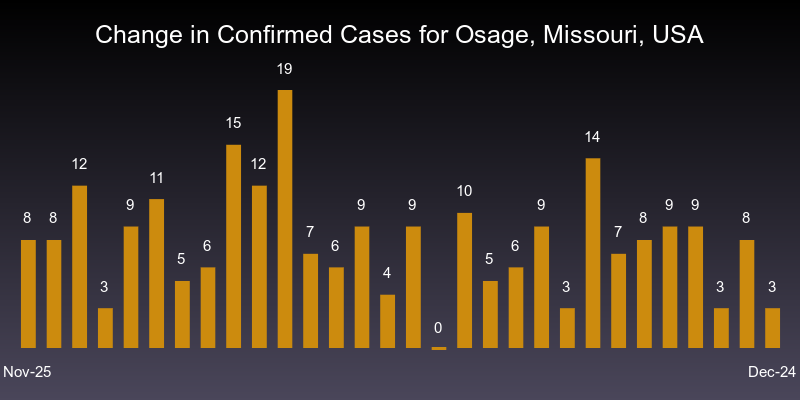 Change in Confirmed Cases for Osage, Missouri, USA
8 8 12 3 9 11 5 6 15 12 19 7 6 9 4 9 0 10 5 6 9 3 14 7 8 9 9 3 8 3
Nov-25 Dec-24